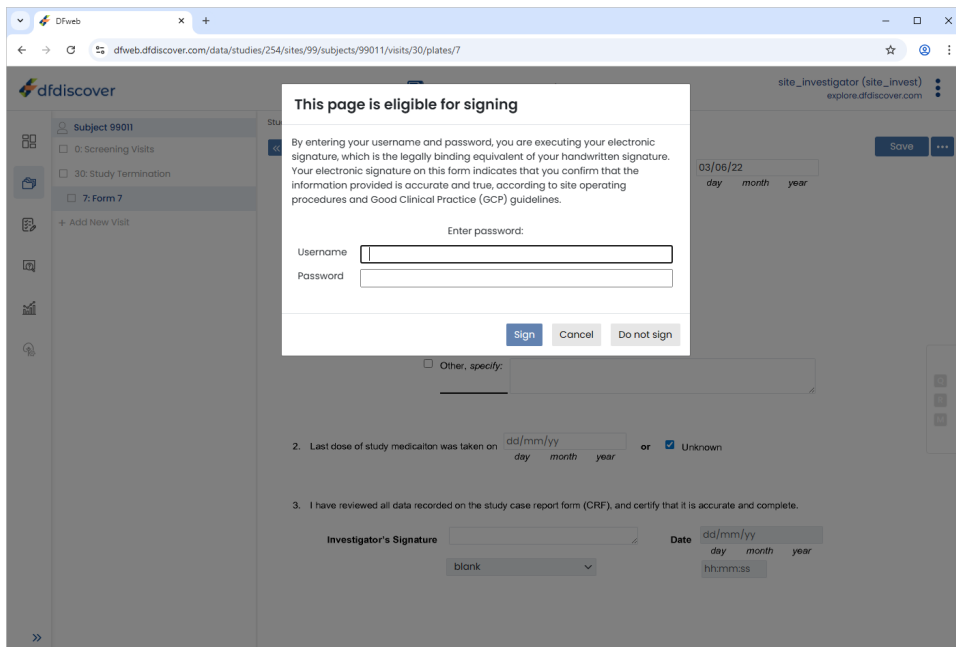 DFweb
dfweb.dfdiscover.com/data/studies/254/sites/99/subjects/99011/visits/30/plates/7
dfdiscover
site_investigator (site_invest)
explore.dfdiscover.com
Subject 99011
0: Screening Visits
30: Study Termination
7: Form 7
+ Add New Visit
Stu
Save
This page is eligible for signing
By entering your username and password, you are executing your electronic
signature, which is the legally binding equivalent of your handwritten signature.
Your electronic signature on this form indicates that you confirm that the
information provided is accurate and true, according to site operating
procedures and Good Clinical Practice (GCP) guidelines.
Enter password:
Username
Password
Sign Cancel Do not sign
03/06/22
day month year
Other, specify:
2. Last dose of study medicaiton was taken on dd/mm/yy or Unknown
day month year
3. I have reviewed all data recorded on the study case report form (CRF), and certify that it is accurate and complete.
Investigator's Signature Date dd/mm/yy
day month year
blank hh:mm:ss